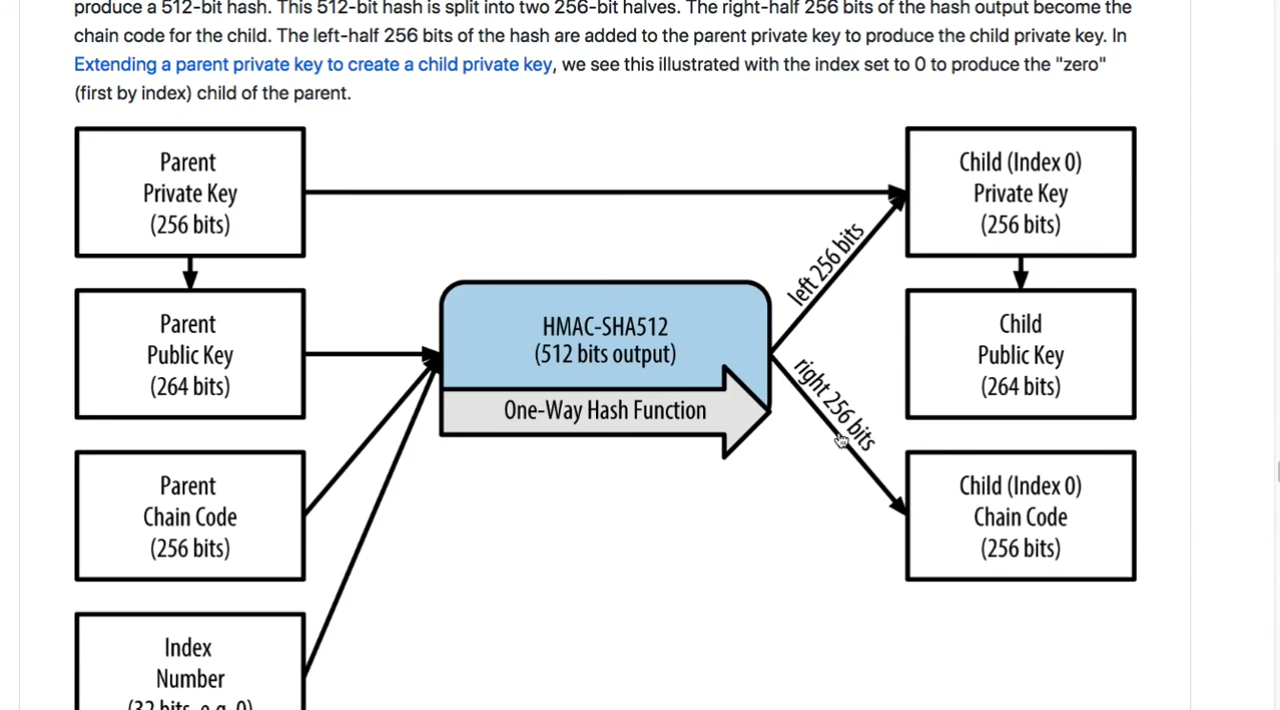 produce a 512-bit hash. This 512-bit hash is split into two 256-bit halves. The right-half 256 bits of the hash output become the
chain code for the child. The left-half 256 bits of the hash are added to the parent private key to produce the child private key. In
Extending a parent private key to create a child private key, we see this illustrated with the index set to 0 to produce the "zero"
(first by index) child of the parent.
Parent
Private Key
(256 bits)
Child (Index 0)
Private Key
(256 bits)
left 256 bits
Parent
Public Key
(264 bits)
HMAC-SHA512
(512 bits output)
One-Way Hash Function
Child
Public Key
(264 bits)
right 256 bits
Parent
Chain Code
(256 bits)
Child (Index 0)
Chain Code
(256 bits)
Index
Number
(32 bits, e.g. 0)